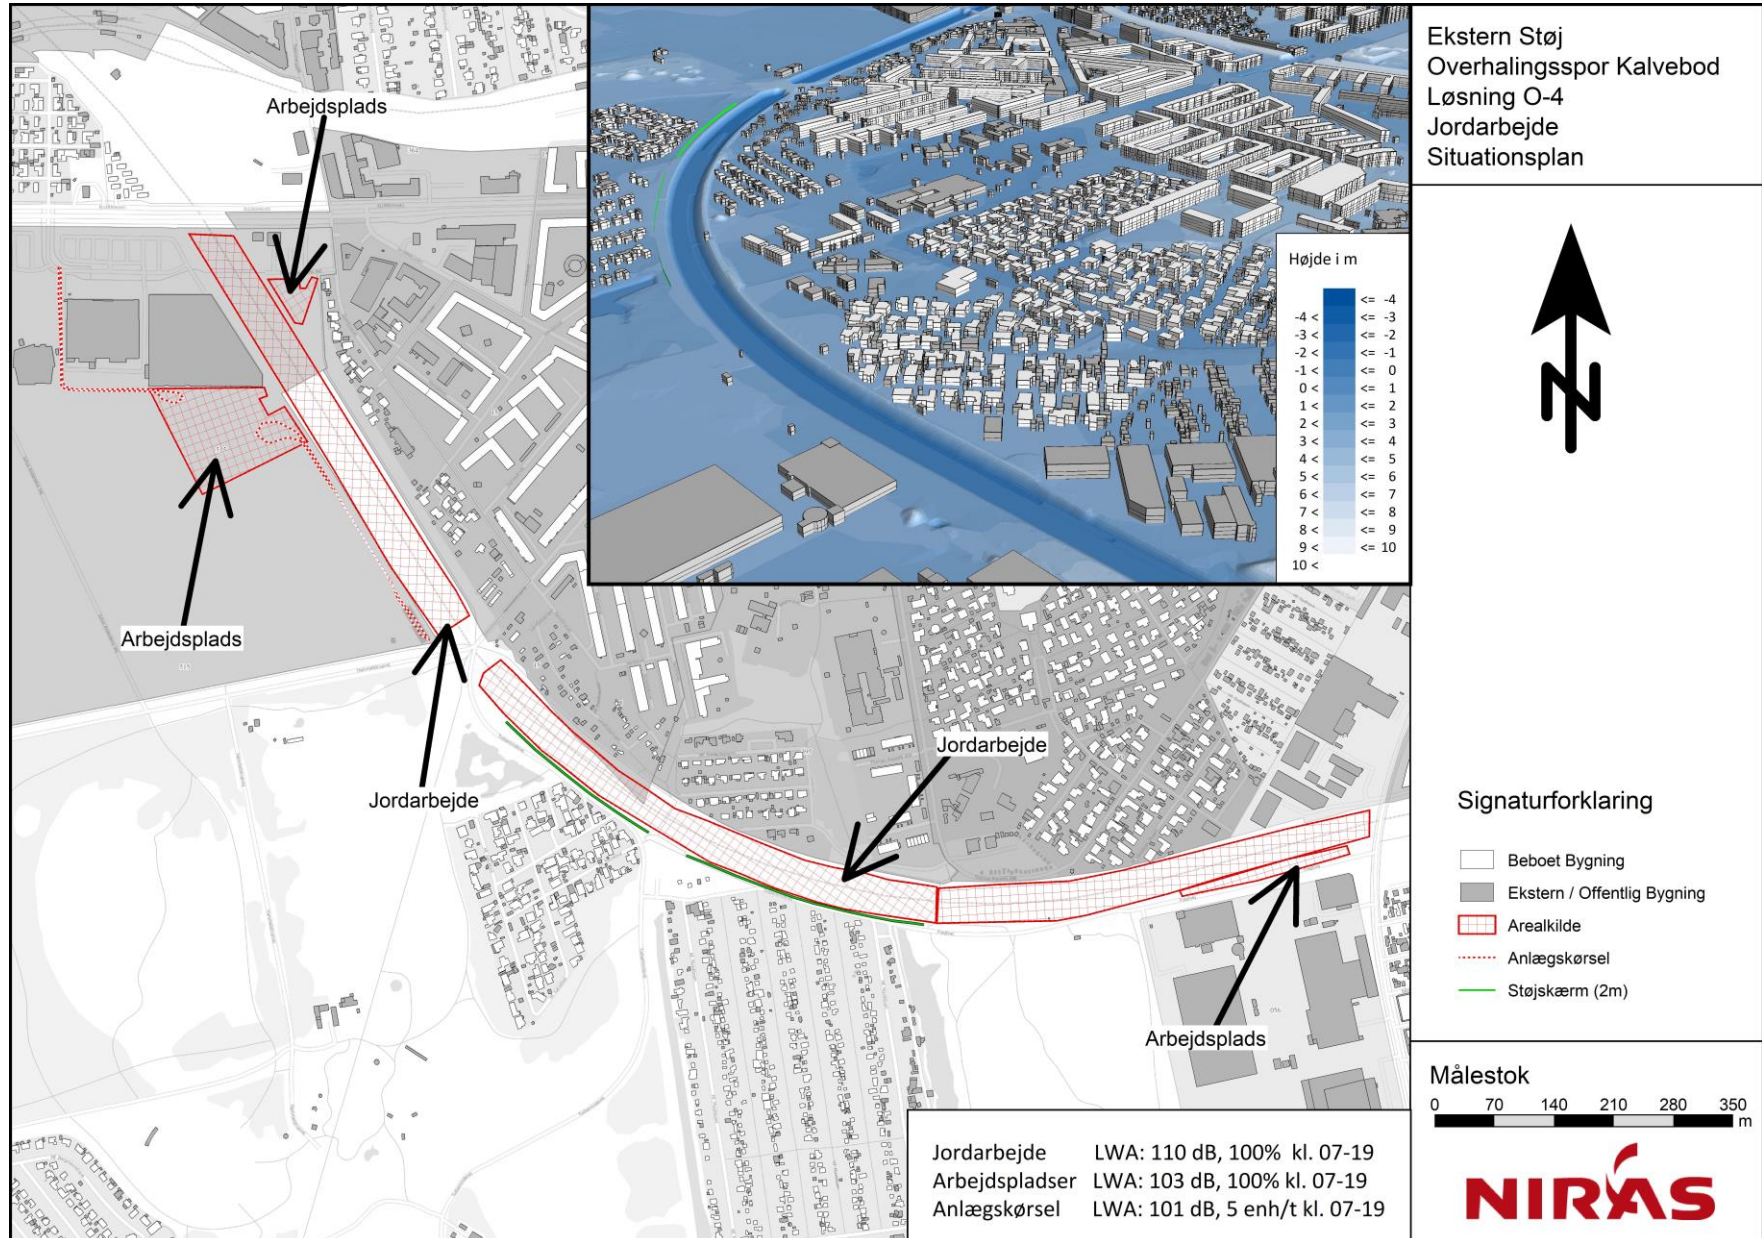 Ekstern Støj
Overhalingsspor Kalvebod
Løsning O-4
Jordarbejde
Situationsplan
Arbejdsplads
Højde i m
<= -4
-4 < <= -3
-3 < <= -2
-2 < <= -1
-1 < <= 0
0 < <= 1
1 < <= 2
2 < <= 3
3 < <= 4
4 < <= 5
5 < <= 6
6 < <= 7
7 < <= 8
8 < <= 9
9 < <= 10
10 <
Arbejdsplads
Jordarbejde
Jordarbejde
Arbejdsplads
Signaturforklaring
Beboet Bygning
Ekstern / Offentlig Bygning
Arealkilde
Anlægskørsel
Støjskærm (2m)
Målestok
0 70 140 210 280 350
m
Jordarbejde LWA: 110 dB, 100% kl. 07-19
Arbejdspladser LWA: 103 dB, 100% kl. 07-19
Anlægskørsel LWA: 101 dB, 5 enh/t kl. 07-19
N
NIRAS